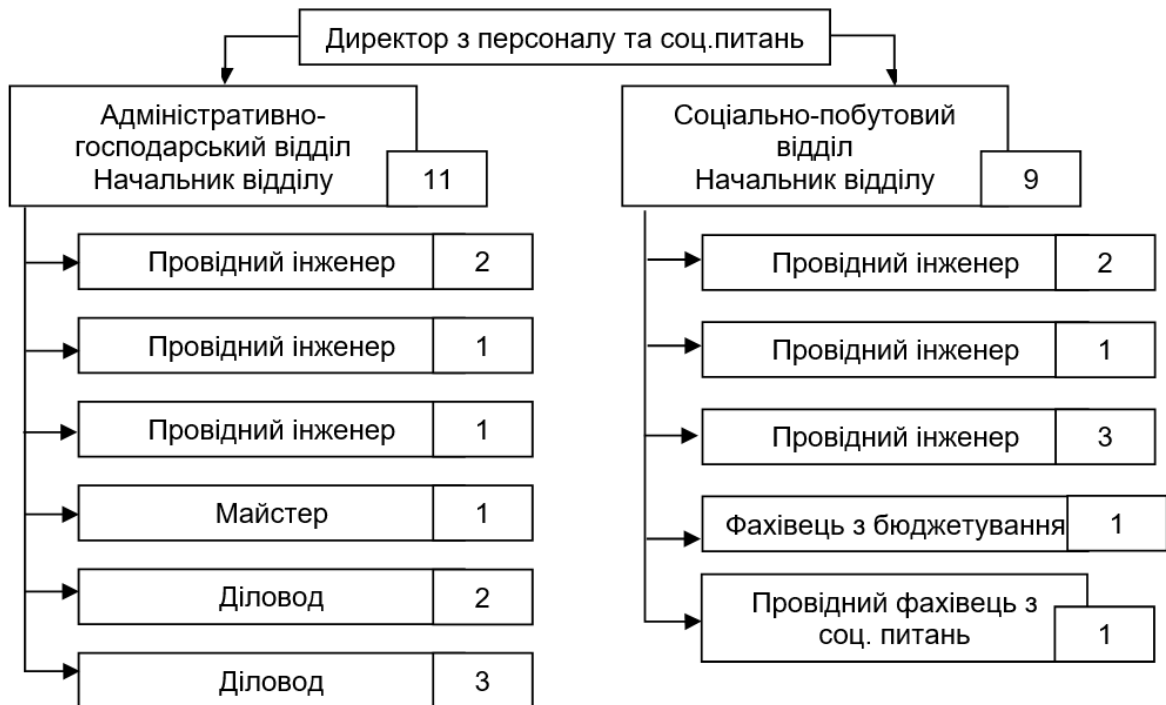 Директор з персоналу та соц.питань
Адміністративно-
господарський відділ
Начальник відділу
11
Провідний інженер
2
Провідний інженер
1
Провідний інженер
1
Майстер
1
Діловод
2
Діловод
3
Соціально-побутовий
відділ
Начальник відділу
9
Провідний інженер
2
Провідний інженер
1
Провідний інженер
3
Фахівець з бюджетування
1
Провідний фахівець з
соц. питань
1